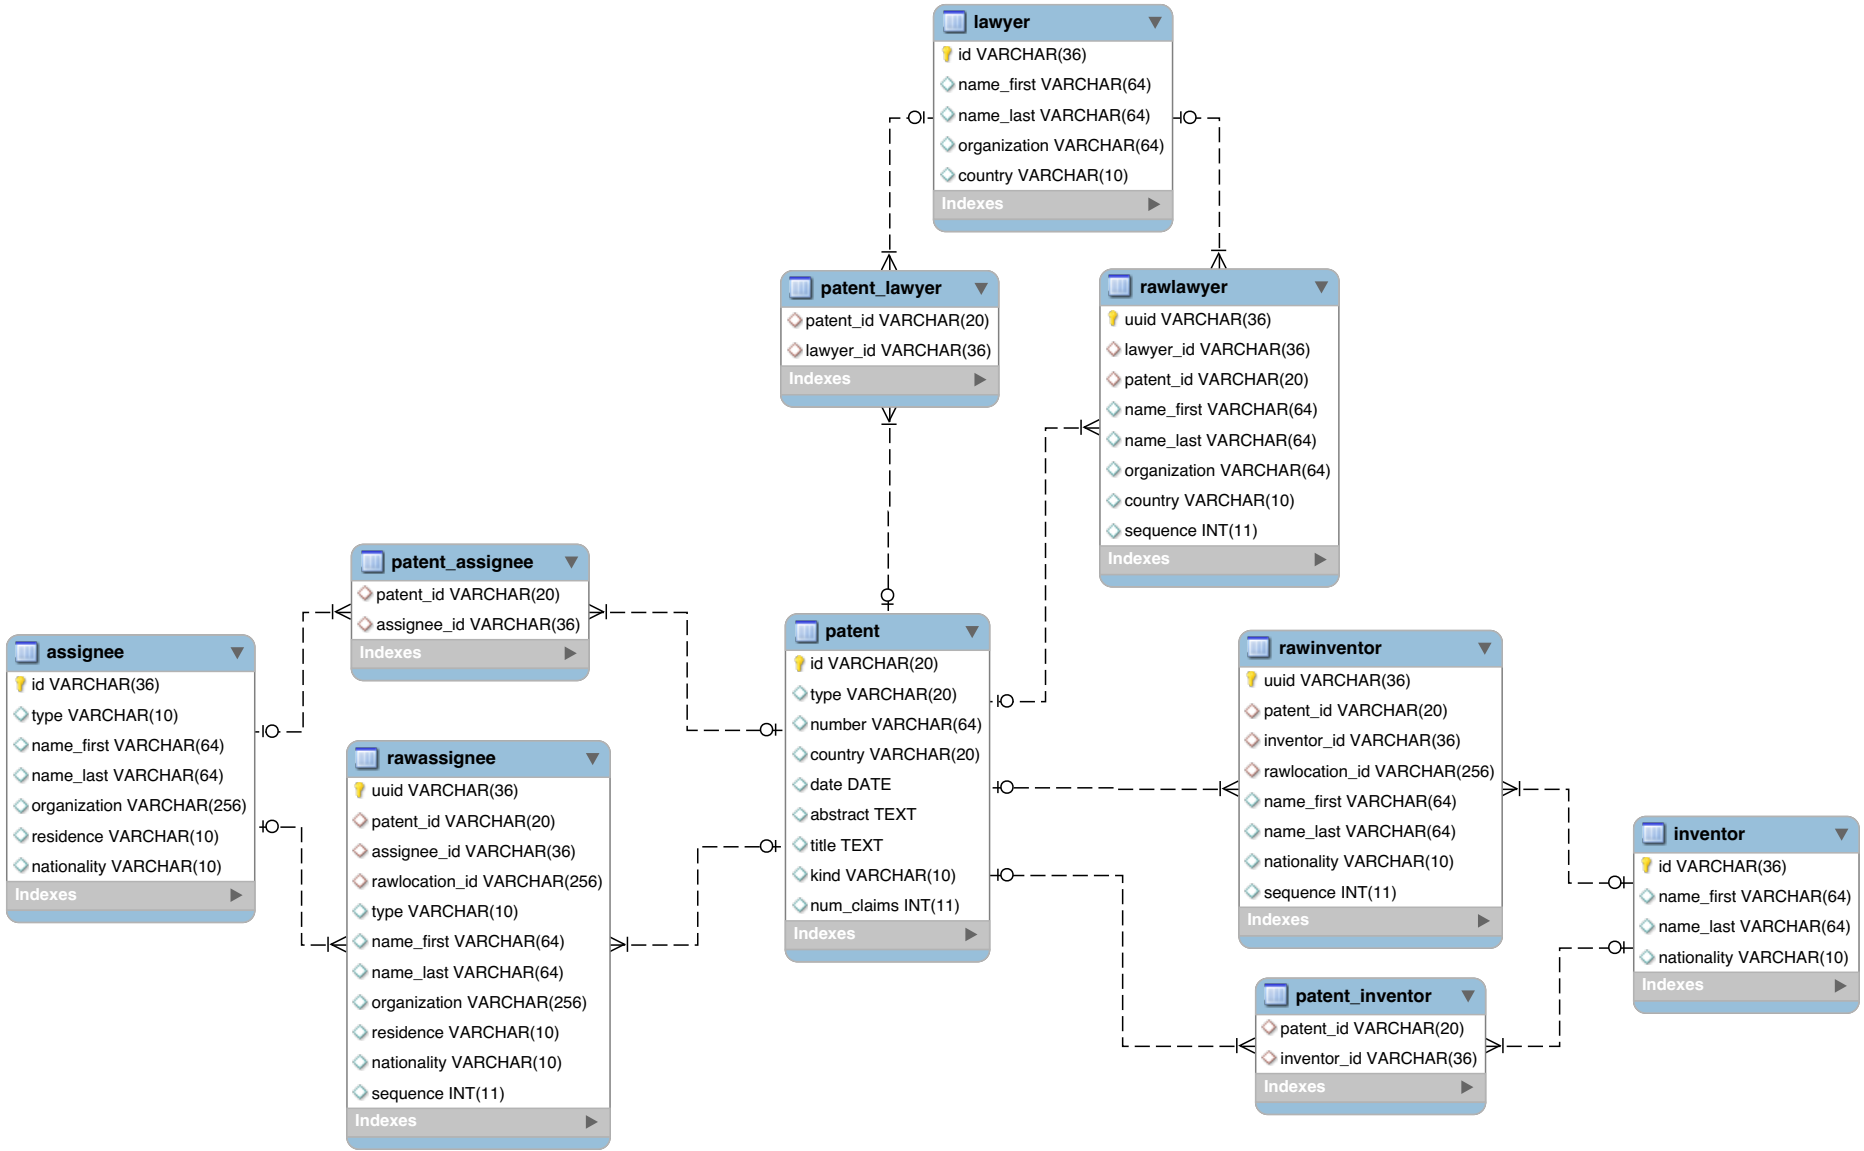 lawyer
id VARCHAR(36)
name_first VARCHAR(64)
name_last VARCHAR(64)
organization VARCHAR(64)
country VARCHAR(10)
Indexes
patent_lawyer
patent_id VARCHAR(20)
lawyer_id VARCHAR(36)
Indexes
rawlawyer
uuid VARCHAR(36)
lawyer_id VARCHAR(36)
patent_id VARCHAR(20)
name_first VARCHAR(64)
name_last VARCHAR(64)
organization VARCHAR(64)
country VARCHAR(10)
sequence INT(11)
Indexes
patent_assignee
patent_id VARCHAR(20)
assignee_id VARCHAR(36)
Indexes
assignee
id VARCHAR(36)
type VARCHAR(10)
name_first VARCHAR(64)
name_last VARCHAR(64)
organization VARCHAR(256)
residence VARCHAR(10)
nationality VARCHAR(10)
Indexes
rawassignee
uuid VARCHAR(36)
patent_id VARCHAR(20)
assignee_id VARCHAR(36)
rawlocation_id VARCHAR(256)
type VARCHAR(10)
name_first VARCHAR(64)
name_last VARCHAR(64)
organization VARCHAR(256)
residence VARCHAR(10)
nationality VARCHAR(10)
sequence INT(11)
Indexes
patent
id VARCHAR(20)
type VARCHAR(20)
number VARCHAR(64)
country VARCHAR(20)
date DATE
abstract TEXT
title TEXT
kind VARCHAR(10)
num_claims INT(11)
Indexes
rawinventor
uuid VARCHAR(36)
patent_id VARCHAR(20)
inventor_id VARCHAR(36)
rawlocation_id VARCHAR(256)
name_first VARCHAR(64)
name_last VARCHAR(64)
nationality VARCHAR(10)
sequence INT(11)
Indexes
inventor
id VARCHAR(36)
name_first VARCHAR(64)
name_last VARCHAR(64)
nationality VARCHAR(10)
Indexes
patent_inventor
patent_id VARCHAR(20)
inventor_id VARCHAR(36)
Indexes